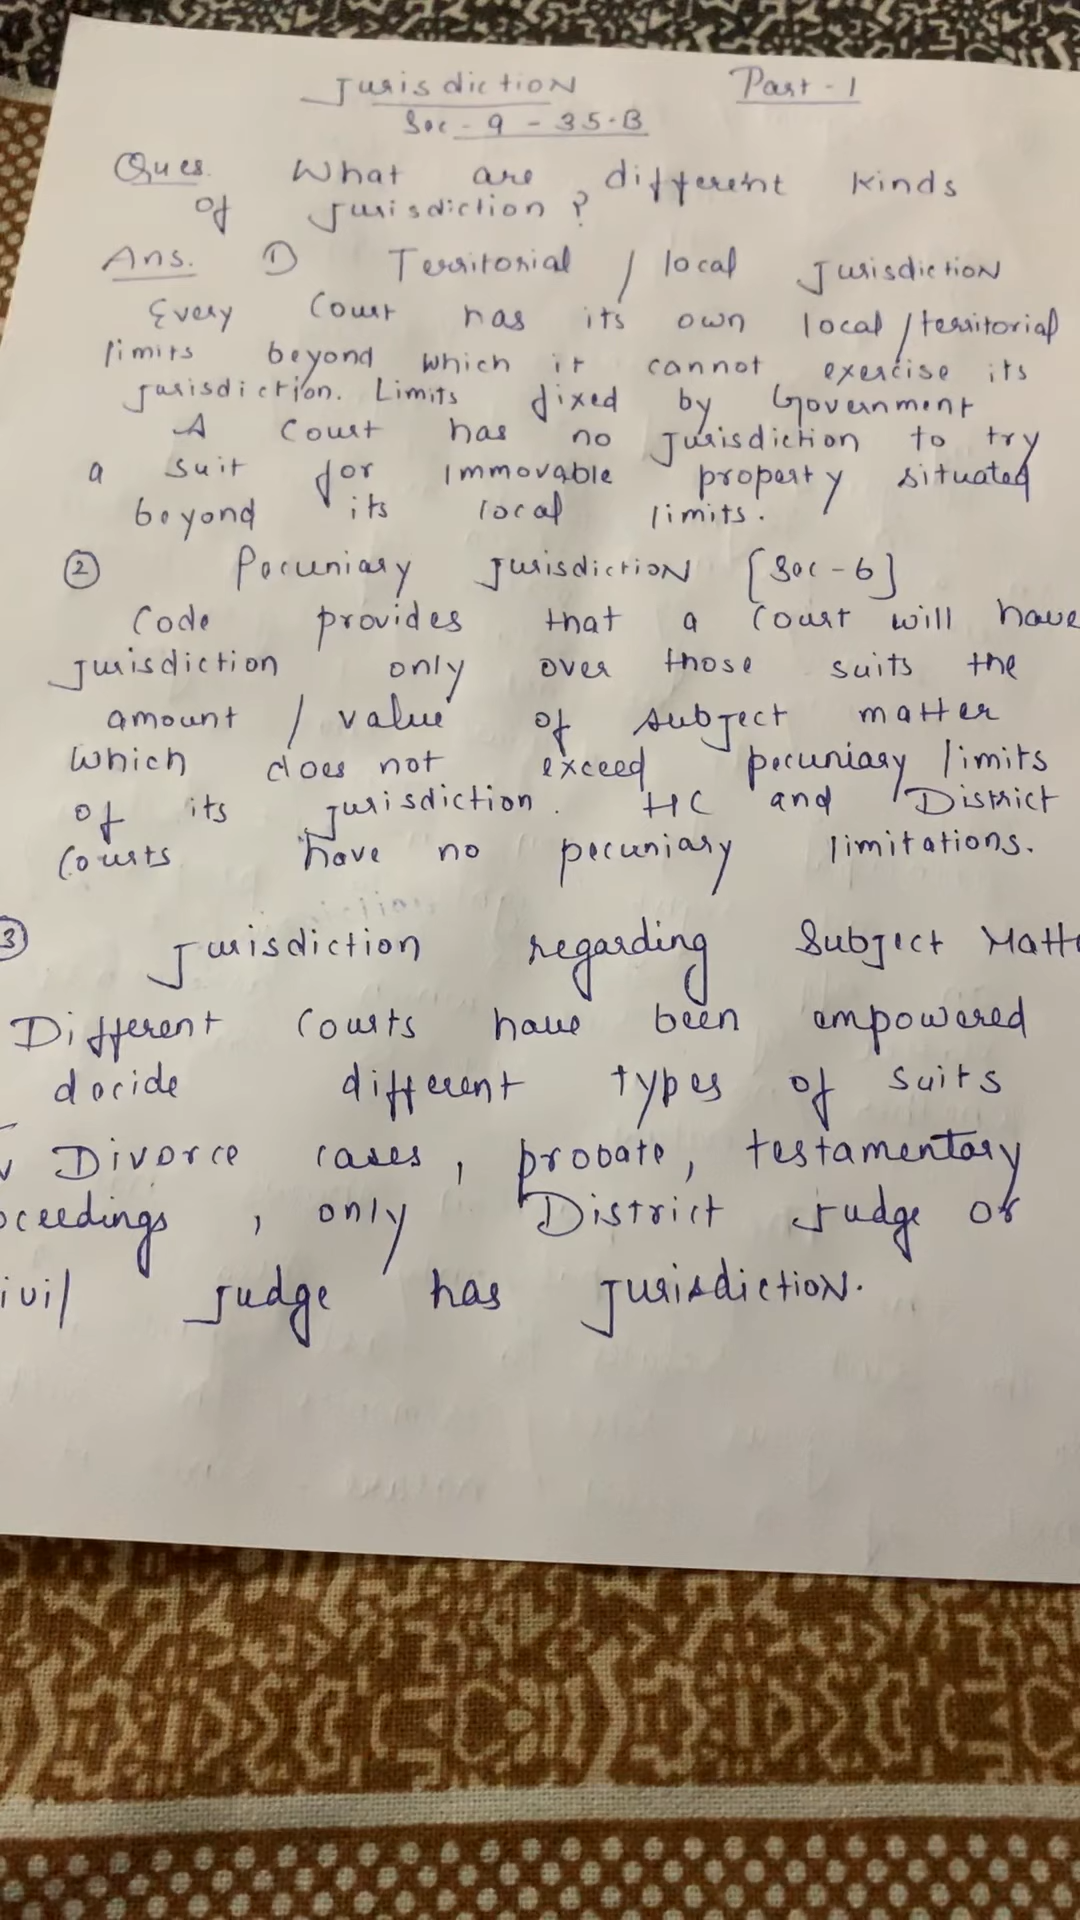 Jurisdiction Part - 1
Sec - 9 - 35-B
Ques. What are different kinds
of jurisdiction ?
Ans. 1) Territorial / local Jurisdiction
Every Court has its own local / territorial
limits beyond which it cannot exercise its
jurisdiction. Limits fixed by Government
A Court has no jurisdiction to try
a suit for immovable property situated
beyond its local limits.
② Pecuniary jurisdiction [Sec - 6]
Code provides that a Court will have
jurisdiction only over those suits the
amount / value of subject matter
which does not exceed pecuniary limits
of its jurisdiction. HC and District
Courts have no pecuniary limitations.
③ Jurisdiction regarding Subject Matt
Different Courts have been empowered
decide different types of suits
Divorce cases, probate, testamentary
oceedings, only District judge or
ivil judge has jurisdiction.